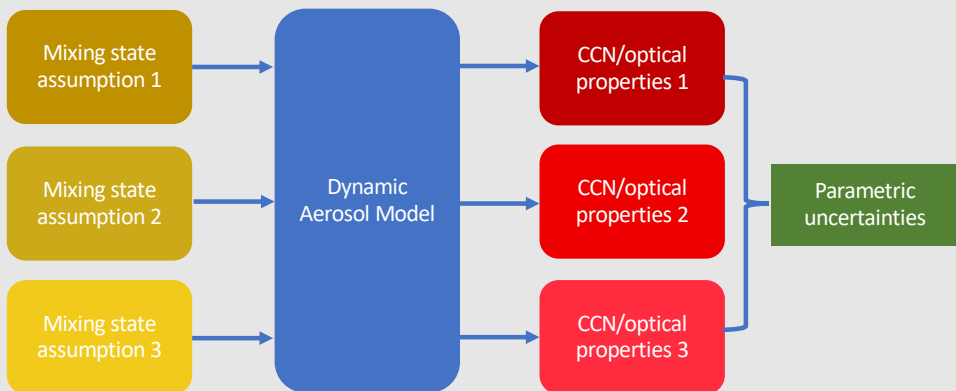 Mixing state
assumption 1
CCN/optical
properties 1
Mixing state
assumption 2
Dynamic
Aerosol Model
CCN/optical
properties 2
Parametric
uncertainties
Mixing state
assumption 3
CCN/optical
properties 3